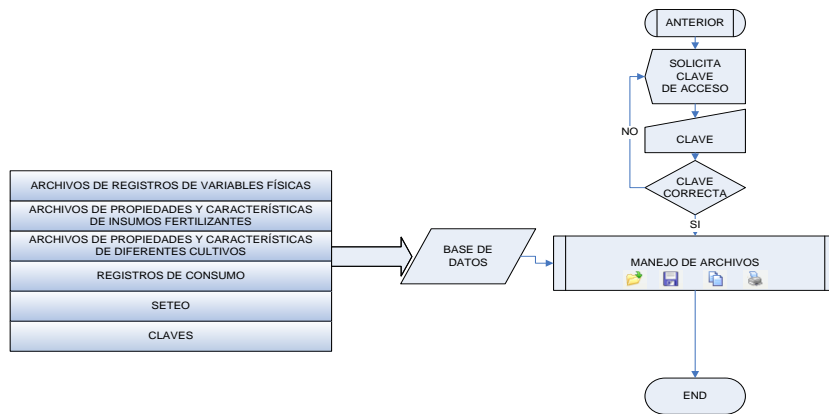 ANTERIOR
SOLICITA
CLAVE
DE ACCESO
NO
CLAVE
CLAVE
CORRECTA
SI
ARCHIVOS DE REGISTROS DE VARIABLES FÍSICAS
ARCHIVOS DE PROPIEDADES Y CARACTERÍSTICAS
DE INSUMOS FERTILIZANTES
ARCHIVOS DE PROPIEDADES Y CARACTERÍSTICAS
DE DIFERENTES CULTIVOS
REGISTROS DE CONSUMO
SETEO
CLAVES
BASE DE
DATOS
MANEJO DE ARCHIVOS
END